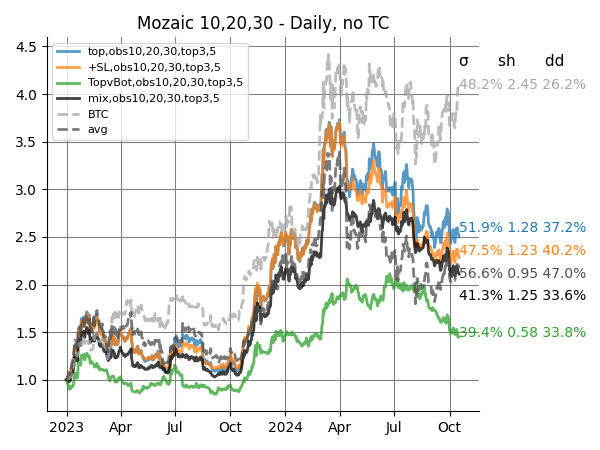 Mozaic 10,20,30 - Daily, no TC
4.5
4.0
3.5
3.0
2.5
2.0
1.5
1.0
top,obs10,20,30,top3,5
+SL,obs10,20,30,top3,5
TopvBot,obs10,20,30,top3,5
mix,obs10,20,30,top3,5
BTC
avg
σ sh dd
48.2% 2.45 26.2%
51.9% 1.28 37.2%
47.5% 1.23 40.2%
56.6% 0.95 47.0%
41.3% 1.25 33.6%
39.4% 0.58 33.8%
2023 Apr Jul Oct 2024 Apr Jul Oct